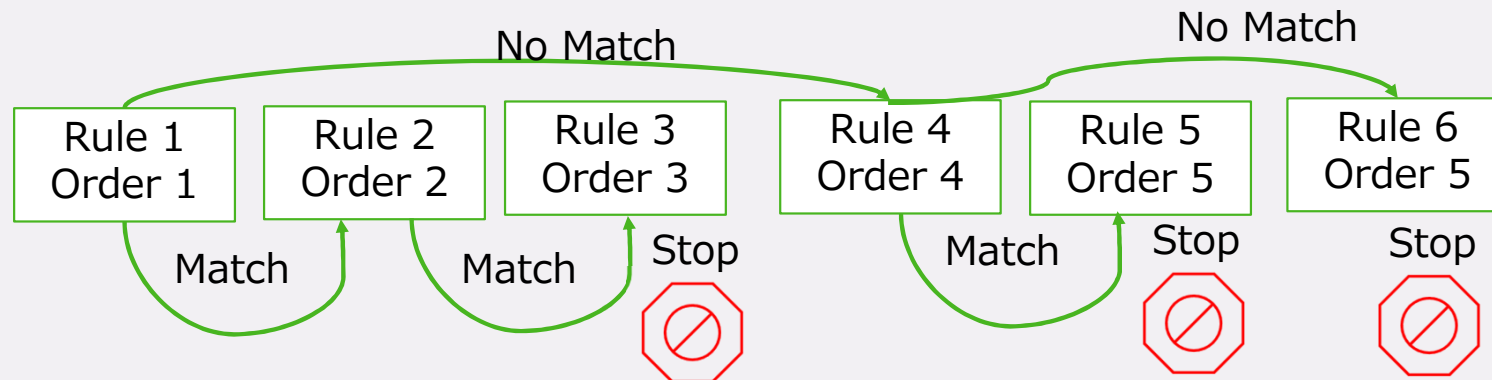 No Match
No Match
Rule 1
Order 1
Rule 2
Order 2
Rule 3
Order 3
Rule 4
Order 4
Rule 5
Order 5
Rule 6
Order 5
Match
Match
Stop
Match
Stop
Stop